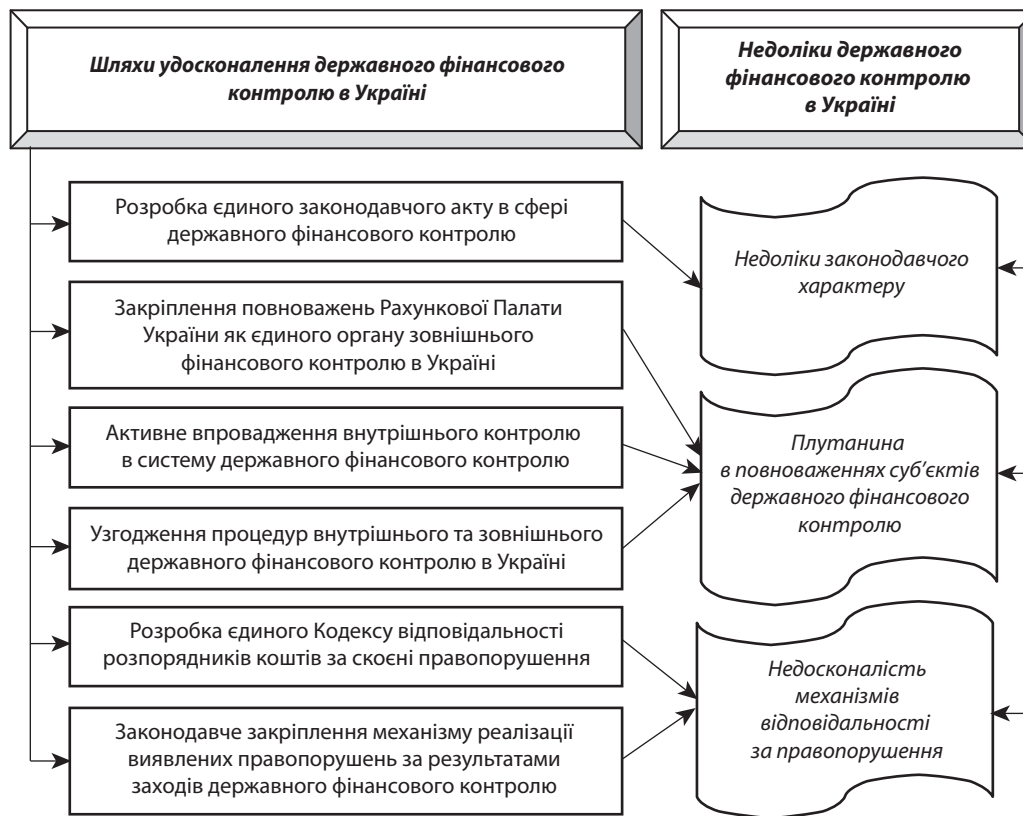 Шляхи удосконалення державного фінансового
контролю в Україні
Недоліки державного
фінансового контролю
в Україні
Розробка єдиного законодавчого акту в сфері
державного фінансового контролю
Закріплення повноважень Рахункової Палати
України як єдиного органу зовнішнього
фінансового контролю в Україні
Активне впровадження внутрішнього контролю
в систему державного фінансового контролю
Узгодження процедур внутрішнього та зовнішнього
державного фінансового контролю в Україні
Розробка єдиного Кодексу відповідальності
розпорядників коштів за скоєні правопорушення
Законодавче закріплення механізму реалізації
виявлених правопорушень за результатами
заходів державного фінансового контролю
Недоліки законодавчого
характеру
Плутанина
в повноваженнях суб’єктів
державного фінансового
контролю
Недосконалість
механізмів
відповідальності
за правопорушення